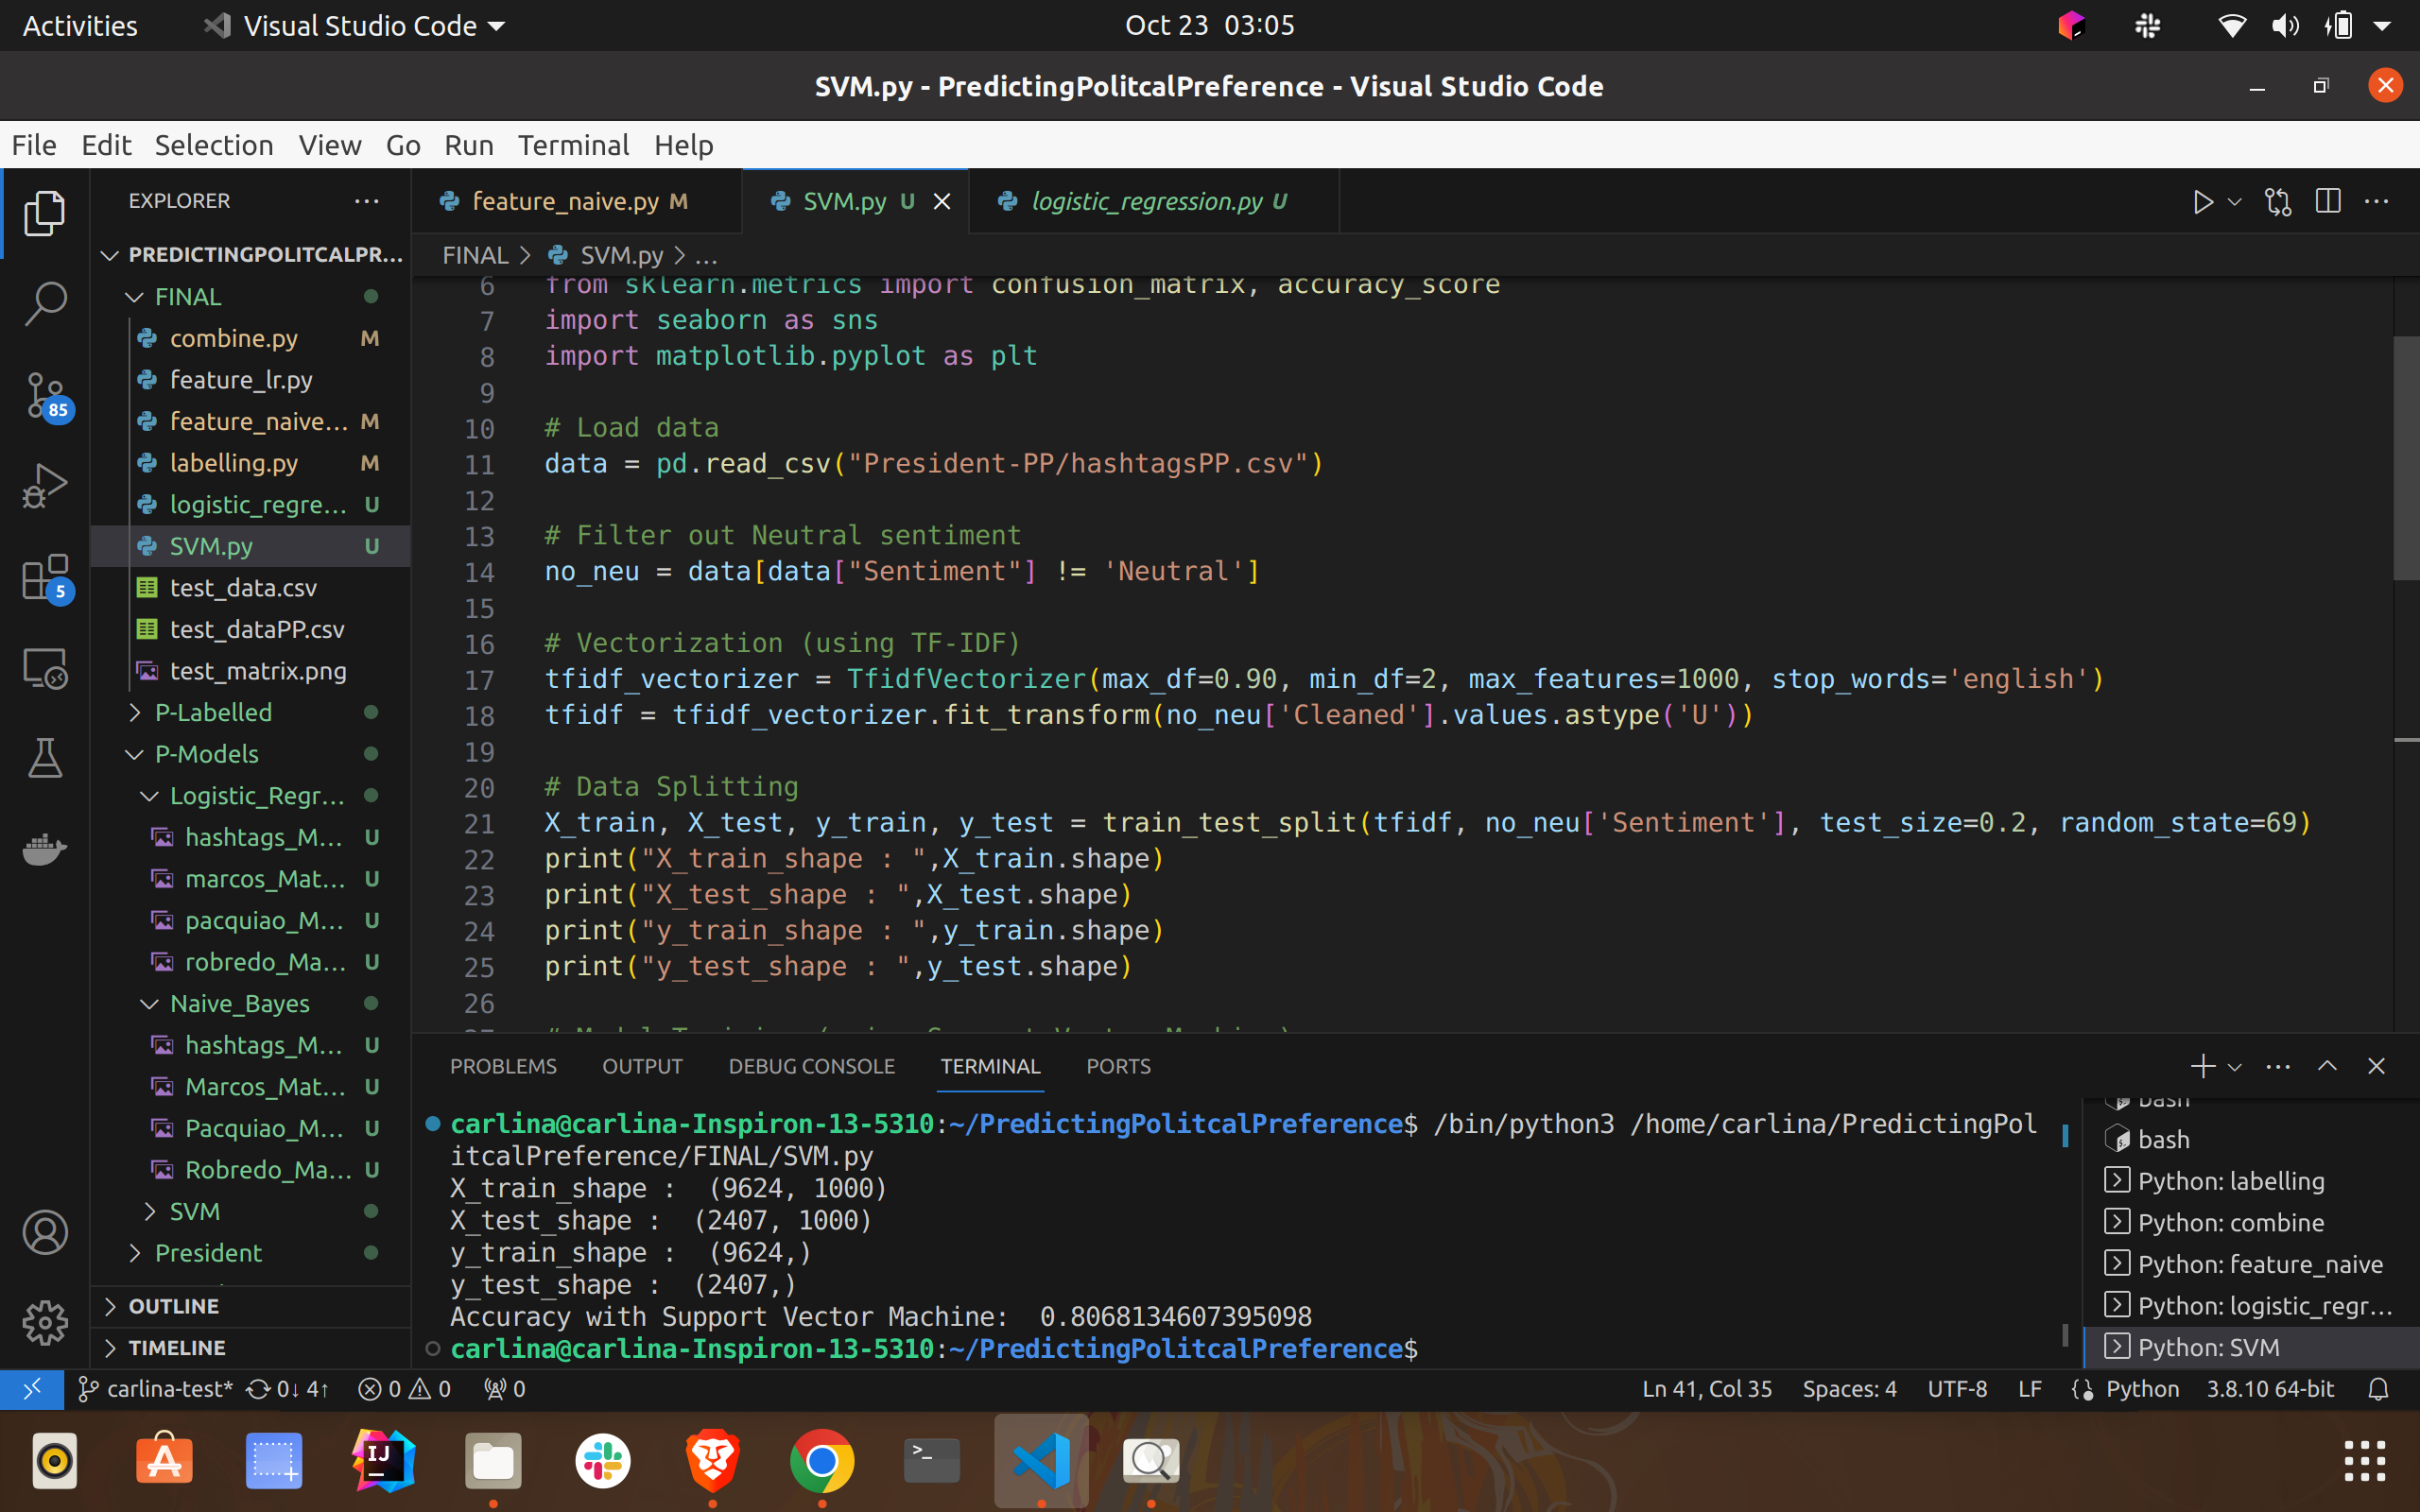 Activities
Visual Studio Code
Oct 23 03:05
SVM.py - PredictingPolitcalPreference - Visual Studio Code
File Edit Selection View Go Run Terminal Help
EXPLORER
PREDICTINGPOLITCALPR...
FINAL
combine.py M
feature_lr.py
feature_naive... M
labelling.py M
logistic_regre... U
SVM.py U
test_data.csv
test_dataPP.csv
test_matrix.png
P-Labelled
P-Models
Logistic_Regr...
hashtags_M... U
marcos_Mat... U
pacquiao_M... U
robredo_Ma... U
Naive_Bayes
hashtags_M... U
Marcos_Mat... U
Pacquiao_M... U
Robredo_Ma... U
SVM
President
OUTLINE
TIMELINE
85
5
feature_naive.py M
SVM.py U
logistic_regression.py U
FINAL > SVM.py > ...
6 from sklearn.metrics import confusion_matrix, accuracy_score
7 import seaborn as sns
8 import matplotlib.pyplot as plt
9
10 # Load data
11 data = pd.read_csv("President-PP/hashtagsPP.csv")
12
13 # Filter out Neutral sentiment
14 no_neu = data[data["Sentiment"] != 'Neutral']
15
16 # Vectorization (using TF-IDF)
17 tfidf_vectorizer = TfidfVectorizer(max_df=0.90, min_df=2, max_features=1000, stop_words='english')
18 tfidf = tfidf_vectorizer.fit_transform(no_neu['Cleaned'].values.astype('U'))
19
20 # Data Splitting
21 X_train, X_test, y_train, y_test = train_test_split(tfidf, no_neu['Sentiment'], test_size=0.2, random_state=69)
22 print("X_train_shape : ",X_train.shape)
23 print("X_test_shape : ",X_test.shape)
24 print("y_train_shape : ",y_train.shape)
25 print("y_test_shape : ",y_test.shape)
26
PROBLEMS OUTPUT DEBUG CONSOLE TERMINAL PORTS
carlina@carlina-Inspiron-13-5310:~/PredictingPolitcalPreference$ /bin/python3 /home/carlina/PredictingPol
itcalPreference/FINAL/SVM.py
X_train_shape :  (9624, 1000)
X_test_shape :  (2407, 1000)
y_train_shape :  (9624,)
y_test_shape :  (2407,)
Accuracy with Support Vector Machine:  0.8068134607395098
carlina@carlina-Inspiron-13-5310:~/PredictingPolitcalPreference$
bash
bash
Python: labelling
Python: combine
Python: feature_naive
Python: logistic_regr...
Python: SVM
carlina-test* 0↓ 4↑ 0 0 0
Ln 41, Col 35 Spaces: 4 UTF-8 LF Python 3.8.10 64-bit
IJ